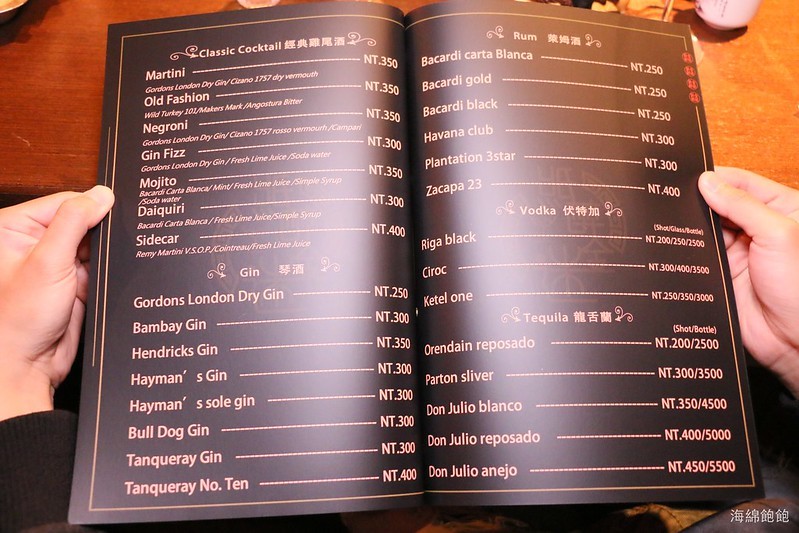 Classic Cocktail 經典雞尾酒
Martini NT.350
Gordons London Dry Gin/ Cizano 1757 dry vermouth
Old Fashion NT.350
Wild Turkey 101/Makers Mark /Angostura Bitter
Negroni NT.350
Gordons London Dry Gin/ Cizano 1757 rosso vermourh /Campari
Gin Fizz NT.300
Gordons London Dry Gin / Fresh Lime Juice /Soda water
Mojito NT.350
Bacardi Carta Blanca/ Mint/ Fresh Lime Juice /Simple Syrup
/Soda water
Daiquiri NT.300
Bacardi Carta Blanca / Fresh Lime Juice/Simple Syrup
Sidecar NT.400
Remy Martini V.S.O.P./Cointreau/Fresh Lime Juice
Gin 琴酒
Gordons London Dry Gin NT.250
Bambay Gin NT.300
Hendricks Gin NT.350
Hayman's Gin NT.300
Hayman's sole gin NT.300
Bull Dog Gin NT.300
Tanqueray Gin NT.300
Tanqueray No. Ten NT.400
Rum 萊姆酒
Bacardi carta Blanca NT.250
Bacardi gold NT.250
Bacardi black NT.250
Havana club NT.300
Plantation 3star NT.300
Zacapa 23 NT.400
Vodka 伏特加
(Shot/Glass/Bottle)
Riga black NT.200/250/2500
Ciroc NT.300/400/3500
Ketel one NT.250/350/3000
Tequila 龍舌蘭
(Shot/Bottle)
Orendain reposado NT.200/2500
Parton sliver NT.300/3500
Don Julio blanco NT.350/4500
Don Julio reposado NT.400/5000
Don Julio anejo NT.450/5500
海綿飽飽